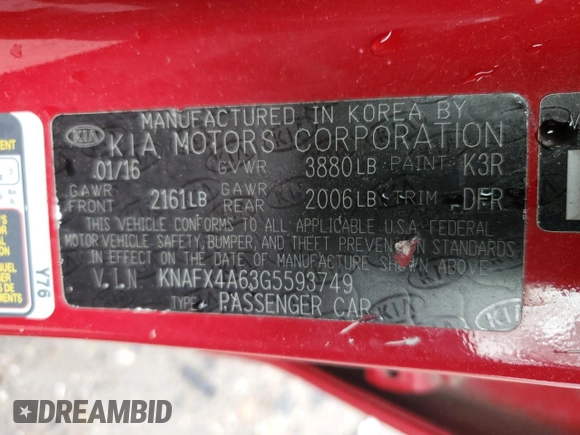 MANUFACTURED IN KOREA BY
KIA KIA MOTORS CORPORATION
01/16 GVWR 3880LB PAINT K3R
GAWR FRONT 2161LB GAWR REAR 2006LB TRIM DFR
THIS VEHICLE CONFORMS TO ALL APPLICABLE U.S.A. FEDERAL
MOTOR VEHICLE SAFETY, BUMPER, AND THEFT PREVENTION
STANDARDS IN EFFECT ON THE DATE OF
MANUFACTURE SHOWN ABOVE.
V.I.N. KNAFX4A63G5593749
TYPE: PASSENGER CAR
Y76
DREAMBID